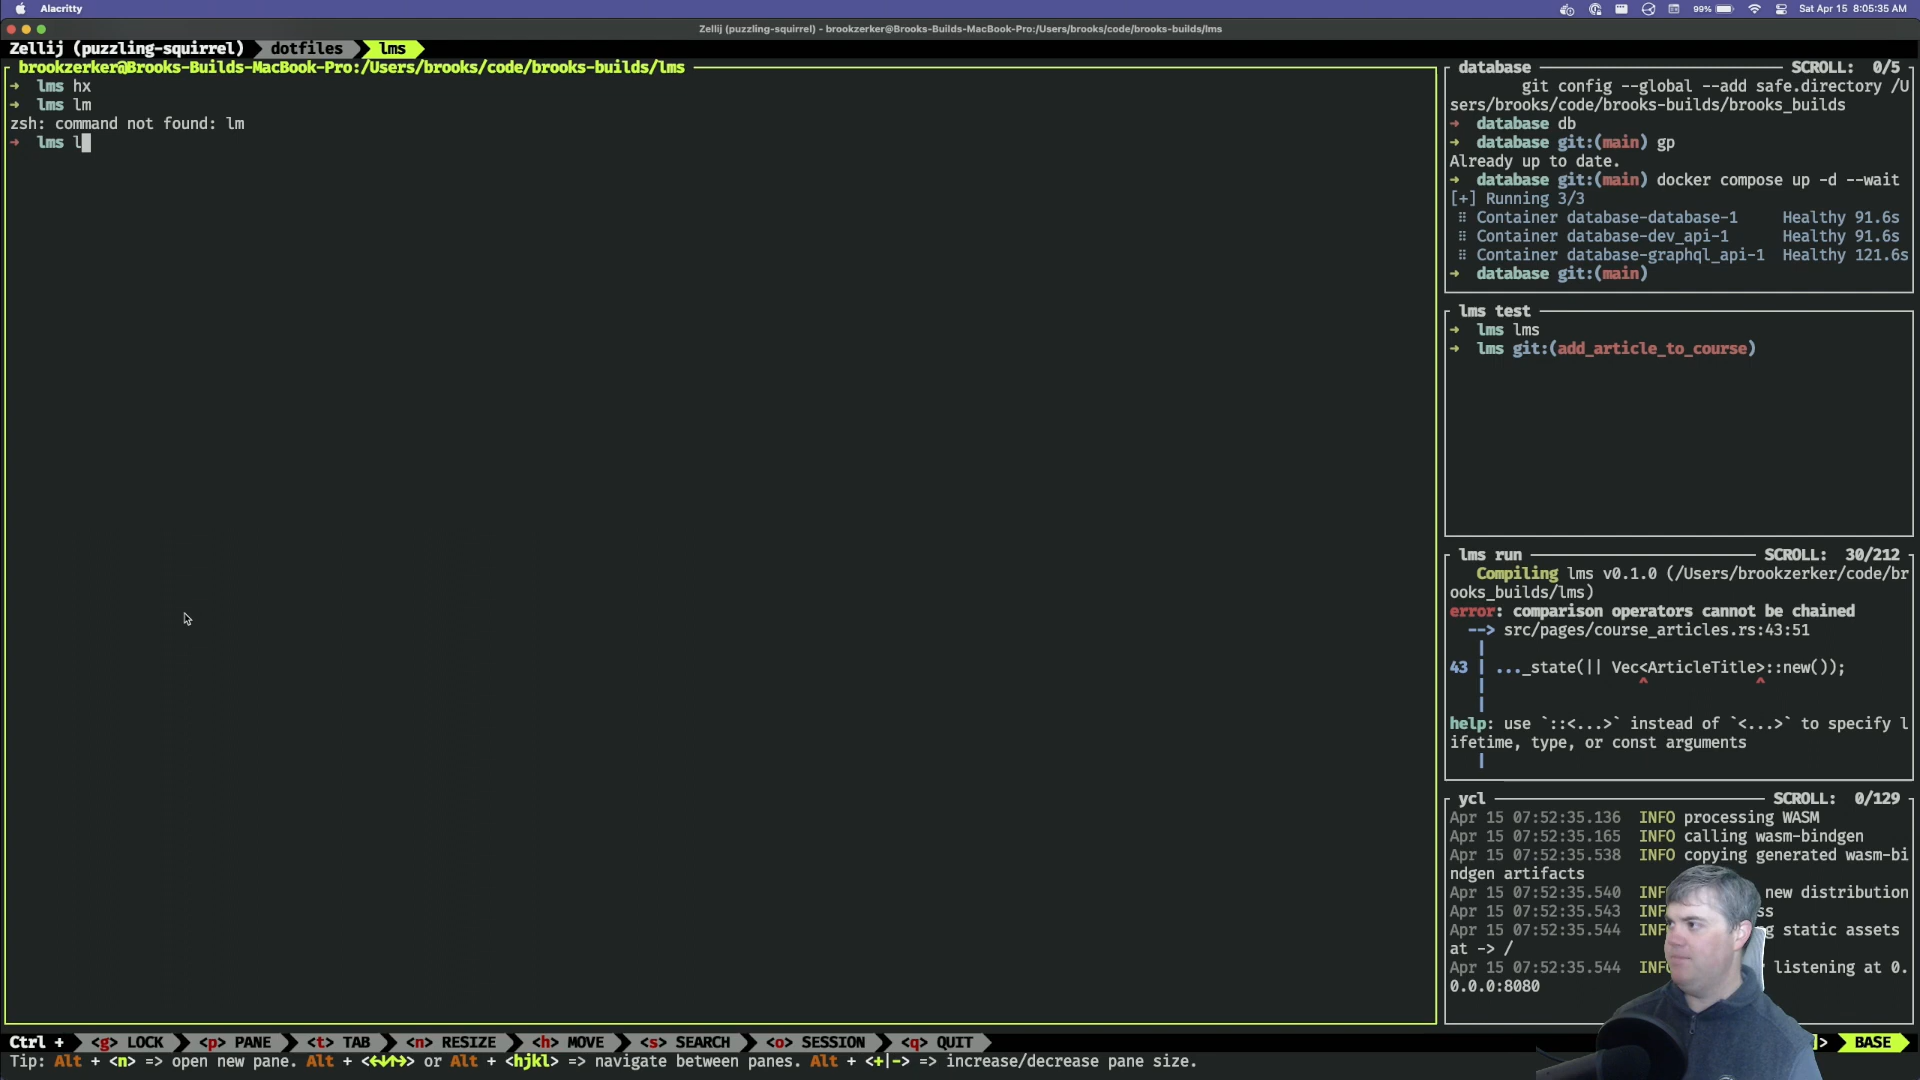 Alacritty
99%
Sat Apr 15 8:05:35 AM
Zellij (puzzling-squirrel) - brookzerker@Brooks-Builds-MacBook-Pro:/Users/brooks/code/brooks-builds/lms
Zellij (puzzling-squirrel) dotfiles lms
brookzerker@Brooks-Builds-MacBook-Pro:/Users/brooks/code/brooks-builds/lms
→ lms hx
→ lms lm
zsh: command not found: lm
→ lms l
database SCROLL: 0/5
git config --global --add safe.directory /U
sers/brooks/code/brooks-builds/brooks_builds
→ database db
→ database git:(main) gp
Already up to date.
→ database git:(main) docker compose up -d --wait
[+] Running 3/3
⠿ Container database-database-1 Healthy 91.6s
⠿ Container database-dev_api-1 Healthy 91.6s
⠿ Container database-graphql_api-1 Healthy 121.6s
→ database git:(main)
lms test
→ lms lms
→ lms git:(add_article_to_course)
lms run SCROLL: 30/212
Compiling lms v0.1.0 (/Users/brookzerker/code/br
ooks_builds/lms)
error: comparison operators cannot be chained
--> src/pages/course_articles.rs:43:51
|
43 | ..._state(|| Vec<ArticleTitle>::new());
| ^ ^
|
help: use `::<...>` instead of `<...>` to specify l
ifetime, type, or const arguments
|
ycl SCROLL: 0/129
Apr 15 07:52:35.136 INFO processing WASM
Apr 15 07:52:35.165 INFO calling wasm-bindgen
Apr 15 07:52:35.538 INFO copying generated wasm-bi
ndgen artifacts
Apr 15 07:52:35.540 INF new distribution
Apr 15 07:52:35.543 INF ss
Apr 15 07:52:35.544 INF g static assets
at -> /
Apr 15 07:52:35.544 INF listening at 0.
0.0.0:8080
Ctrl + <g> LOCK <p> PANE <t> TAB <n> RESIZE <h> MOVE <s> SEARCH <o> SESSION <q> QUIT ]> BASE
Tip: Alt + <n> => open new pane. Alt + <←↓↑→> or Alt + <hjkl> => navigate between panes. Alt + <+|-> => increase/decrease pane size.